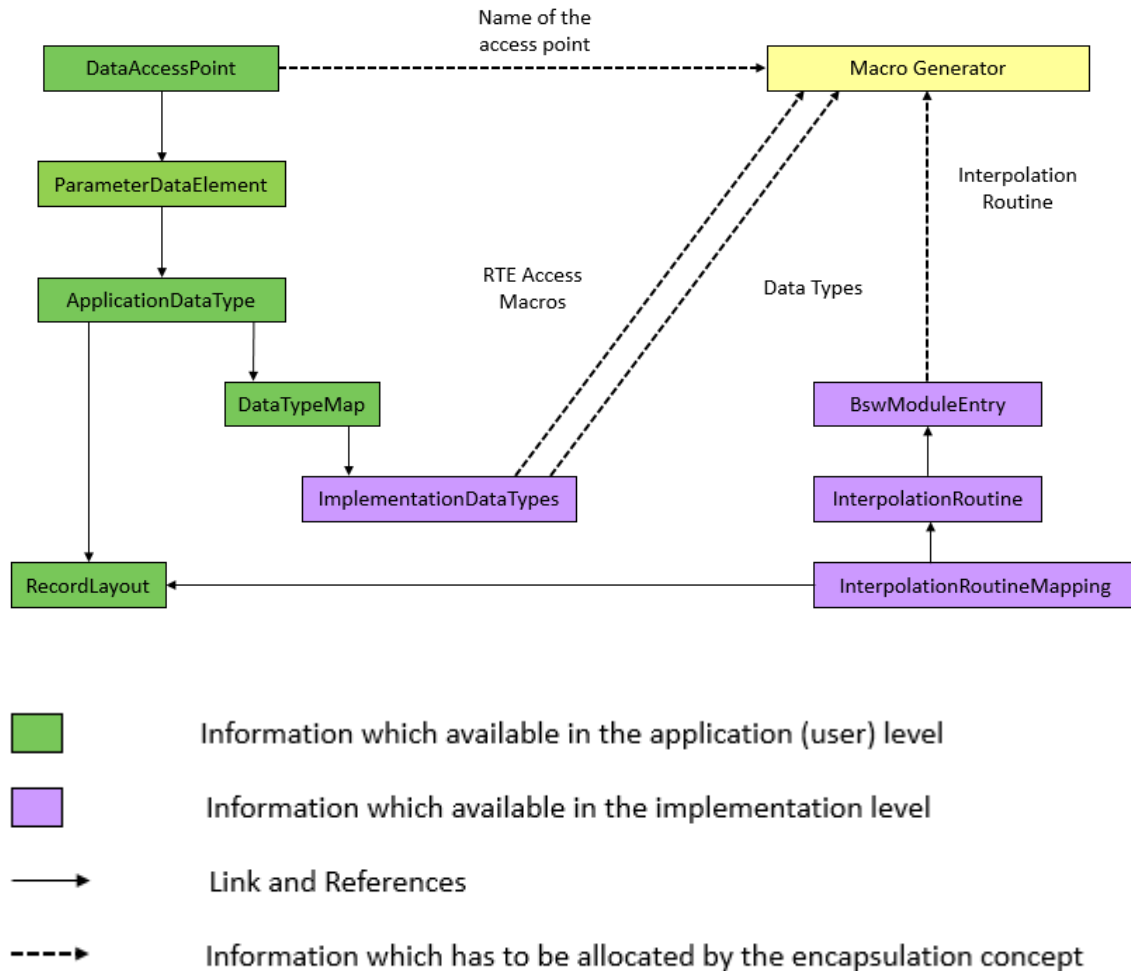 Name of the
access point
DataAccessPoint
Macro Generator
ParameterDataElement
Interpolation
Routine
ApplicationDataType
RTE Access
Macros
Data Types
DataTypeMap
BswModuleEntry
ImplementationDataTypes
InterpolationRoutine
RecordLayout
InterpolationRoutineMapping
Information which available in the application (user) level
Information which available in the implementation level
Link and References
Information which has to be allocated by the encapsulation concept